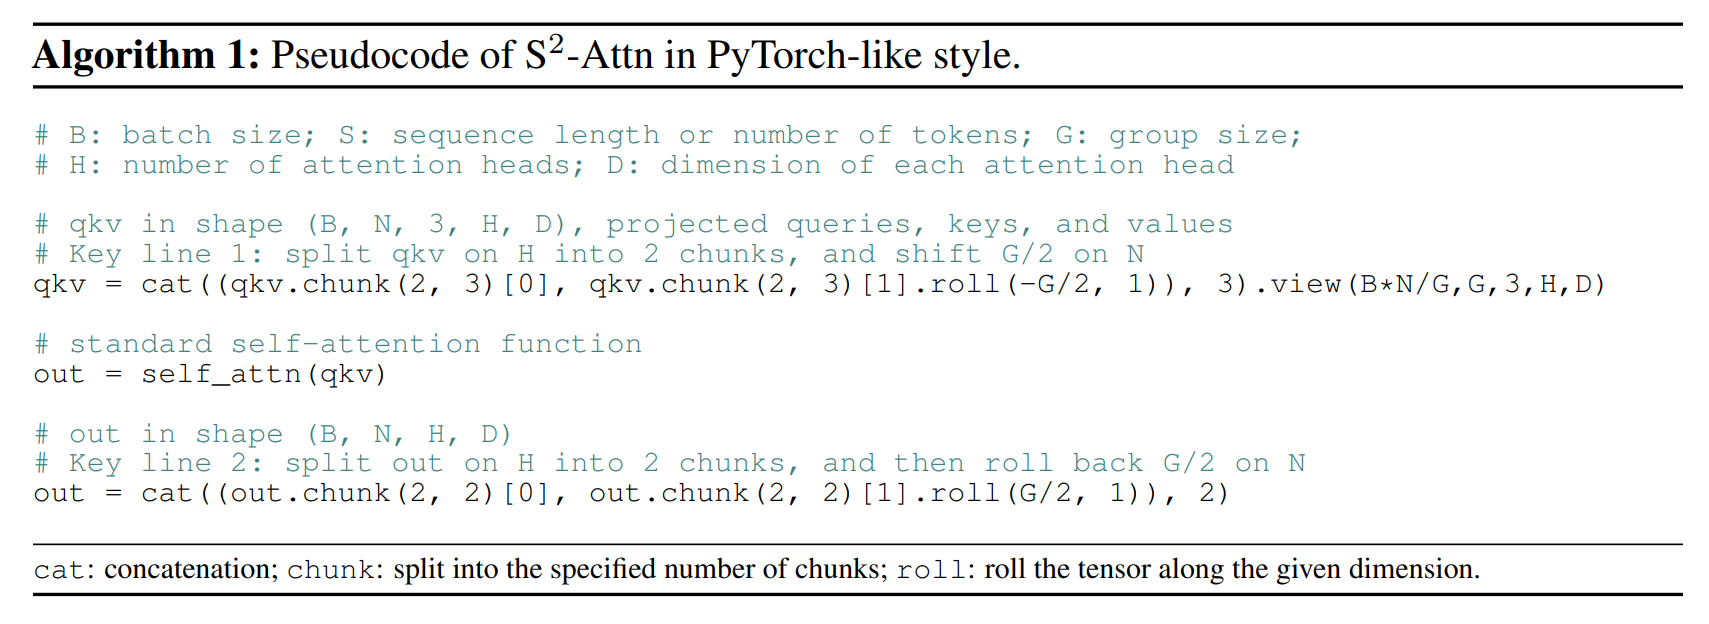 Algorithm 1: Pseudocode of S²-Attn in PyTorch-like style.
# B: batch size; S: sequence length or number of tokens; G: group size;
# H: number of attention heads; D: dimension of each attention head
# qkv in shape (B, N, 3, H, D), projected queries, keys, and values
# Key line 1: split qkv on H into 2 chunks, and shift G/2 on N
qkv = cat((qkv.chunk(2, 3)[0], qkv.chunk(2, 3)[1].roll(-G/2, 1)), 3).view(B*N/G,G,3,H,D)
# standard self-attention function
out = self_attn(qkv)
# out in shape (B, N, H, D)
# Key line 2: split out on H into 2 chunks, and then roll back G/2 on N
out = cat((out.chunk(2, 2)[0], out.chunk(2, 2)[1].roll(G/2, 1)), 2)
cat: concatenation; chunk: split into the specified number of chunks; roll: roll the tensor along the given dimension.